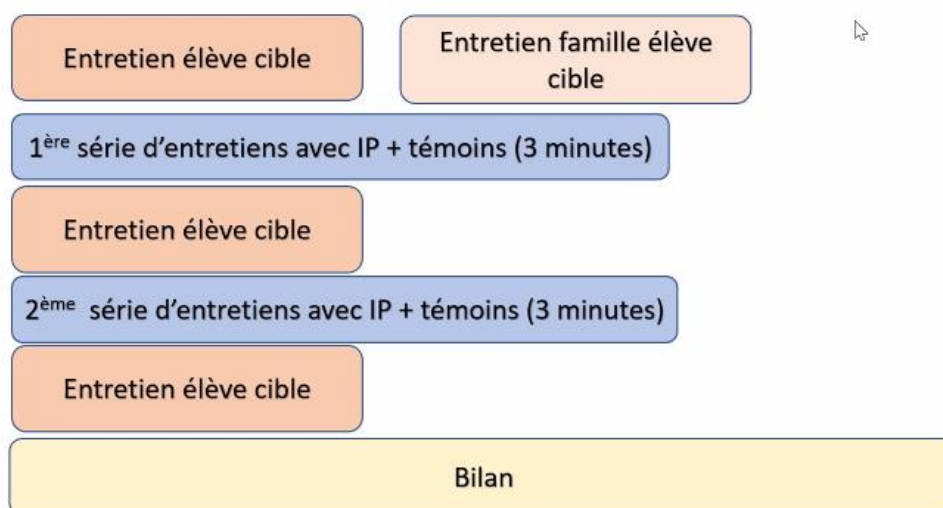 Entretien élève cible
Entretien famille élève
cible
1ère série d’entretiens avec IP + témoins (3 minutes)
Entretien élève cible
2ème série d’entretiens avec IP + témoins (3 minutes)
Entretien élève cible
Bilan